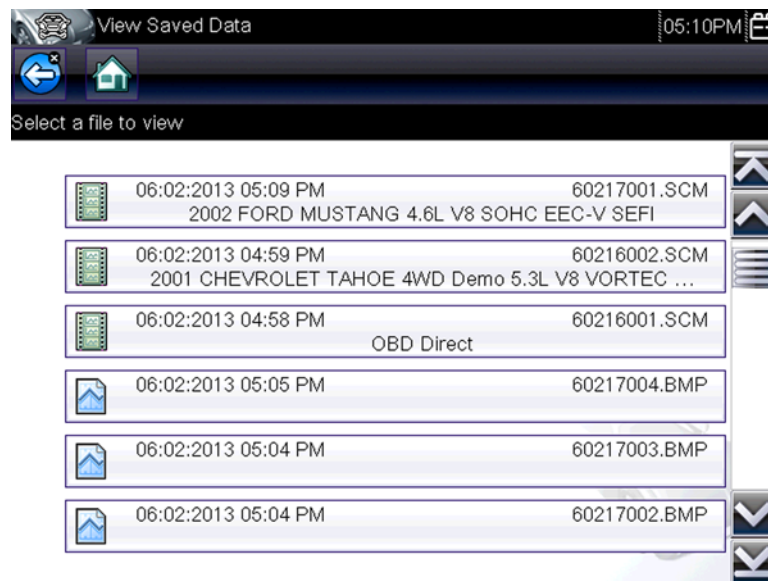 View Saved Data 05:10PM
Select a file to view
06:02:2013 05:09 PM 60217001.SCM
2002 FORD MUSTANG 4.6L V8 SOHC EEC-V SEFI
06:02:2013 04:59 PM 60216002.SCM
2001 CHEVROLET TAHOE 4WD Demo 5.3L V8 VORTEC ...
06:02:2013 04:58 PM 60216001.SCM
OBD Direct
06:02:2013 05:05 PM 60217004.BMP
06:02:2013 05:04 PM 60217003.BMP
06:02:2013 05:04 PM 60217002.BMP